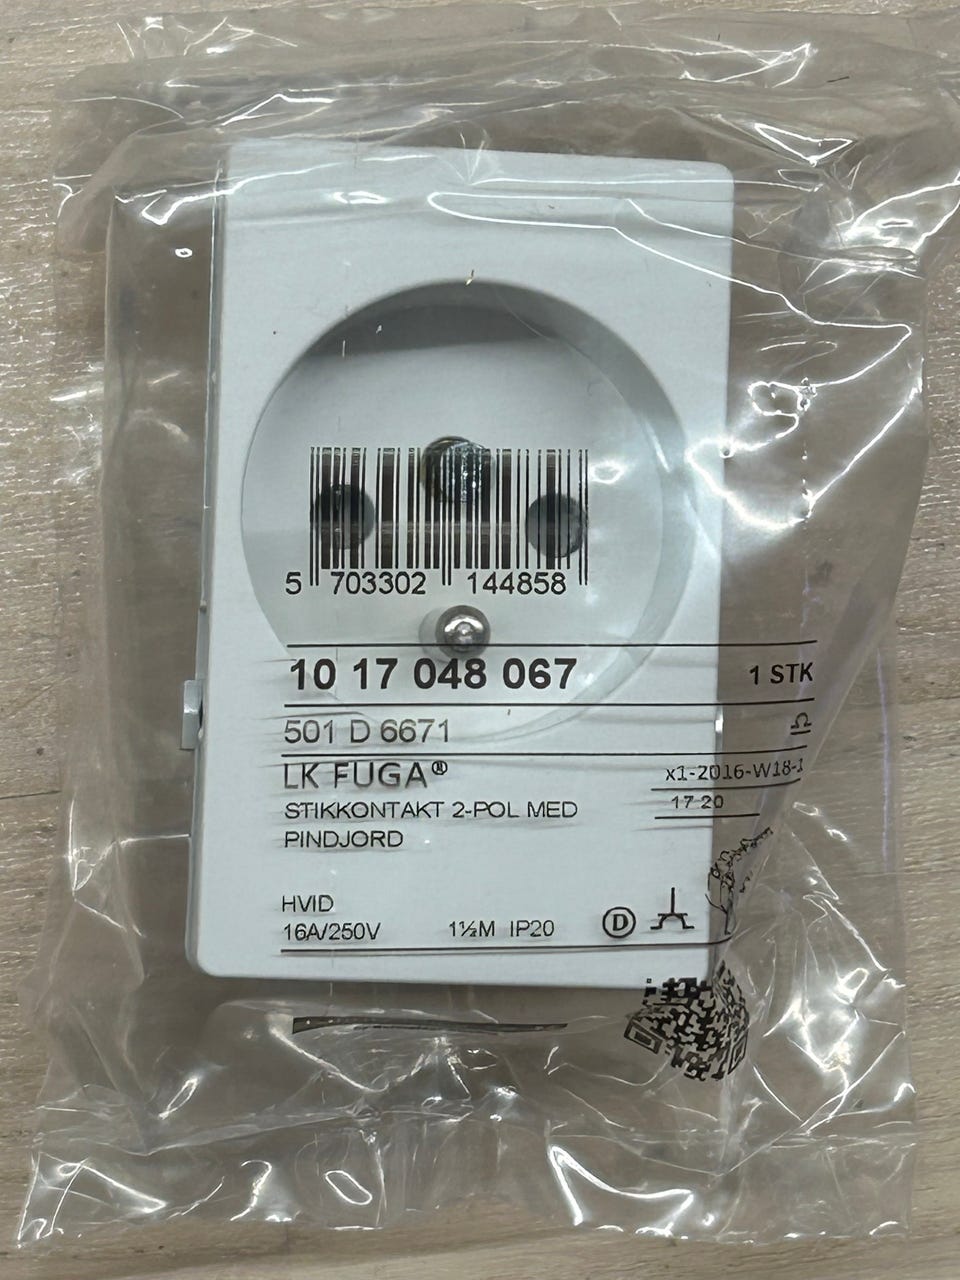 5 703302 144858
10 17 048 067 1 STK
501 D 6671
LK FUGA®
x1-2016-W18-1
STIKKONTAKT 2-POL MED
17 20
PINDJORD
HVID
16A/250V 1½M IP20 D